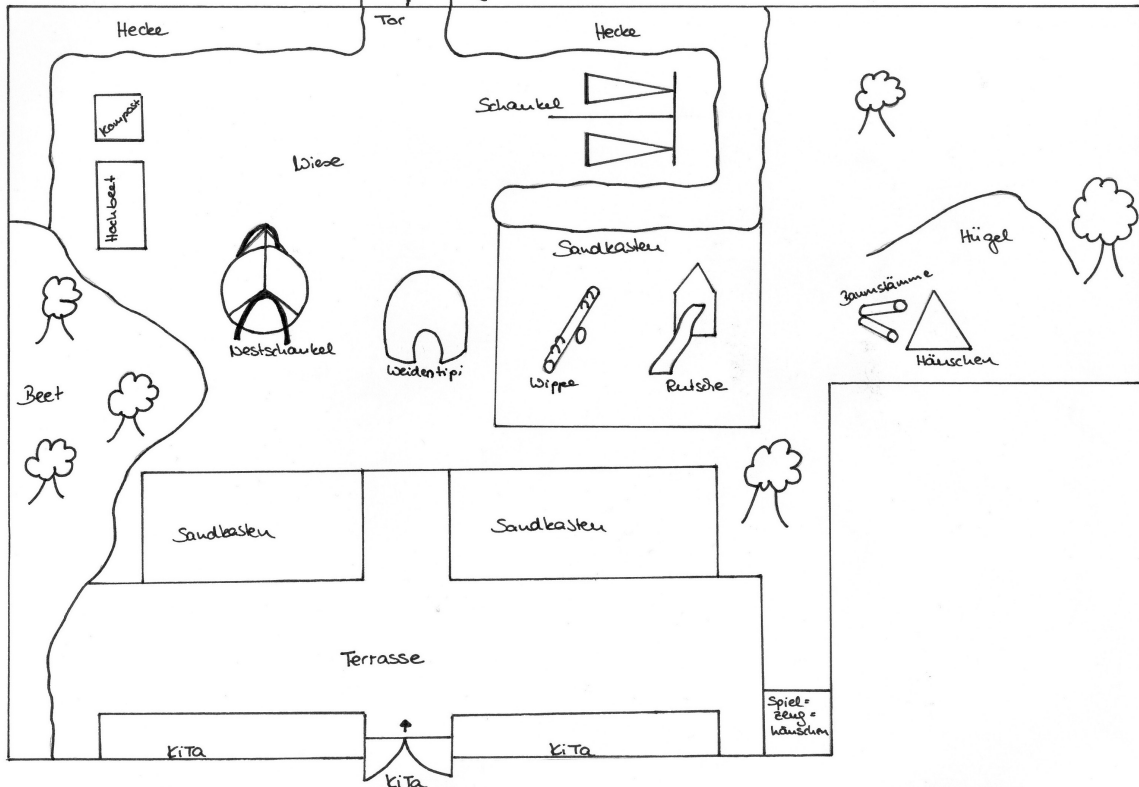 Tor
Hecke
Hecke
Kompost
Schaukel
Wiese
Hochbeet
Sandkasten
Hügel
Baumstämme
Nestschaukel
Weidentipi
Wippe
Rutsche
Häuschen
Beet
Sandkasten
Sandkasten
Terrasse
Spiel=
zeug=
häuschen
KiTa
KiTa
KiTa